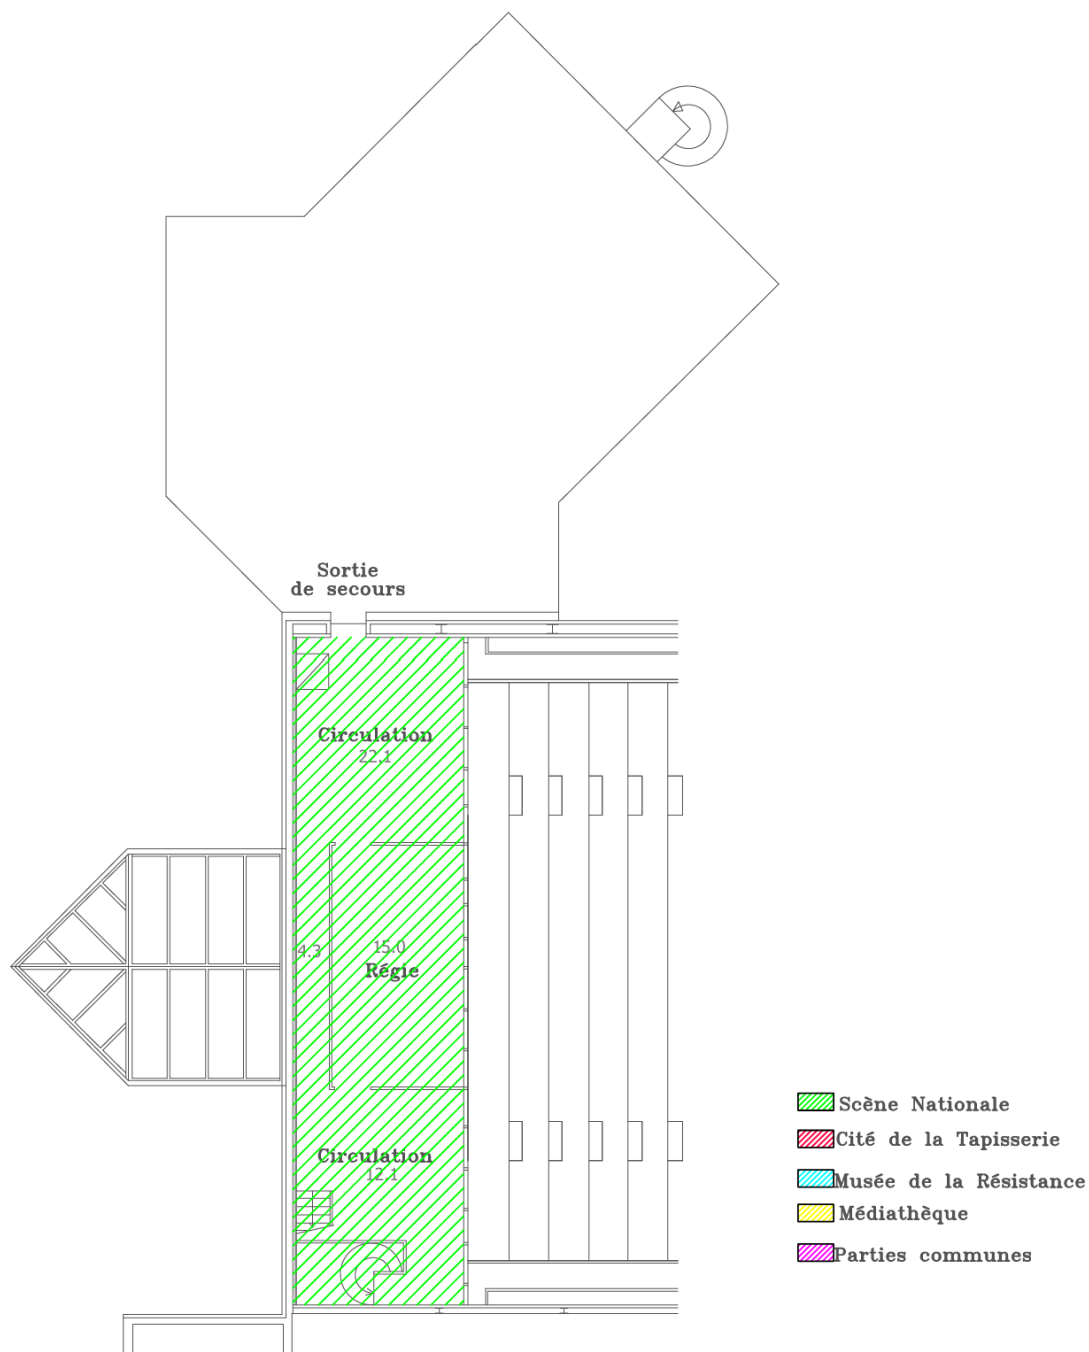 Sortie
de secours
Circulation
22.1
4.3
15.0
Régie
Circulation
12.1
Scène Nationale
Cité de la Tapisserie
Musée de la Résistance
Médiathèque
Parties communes